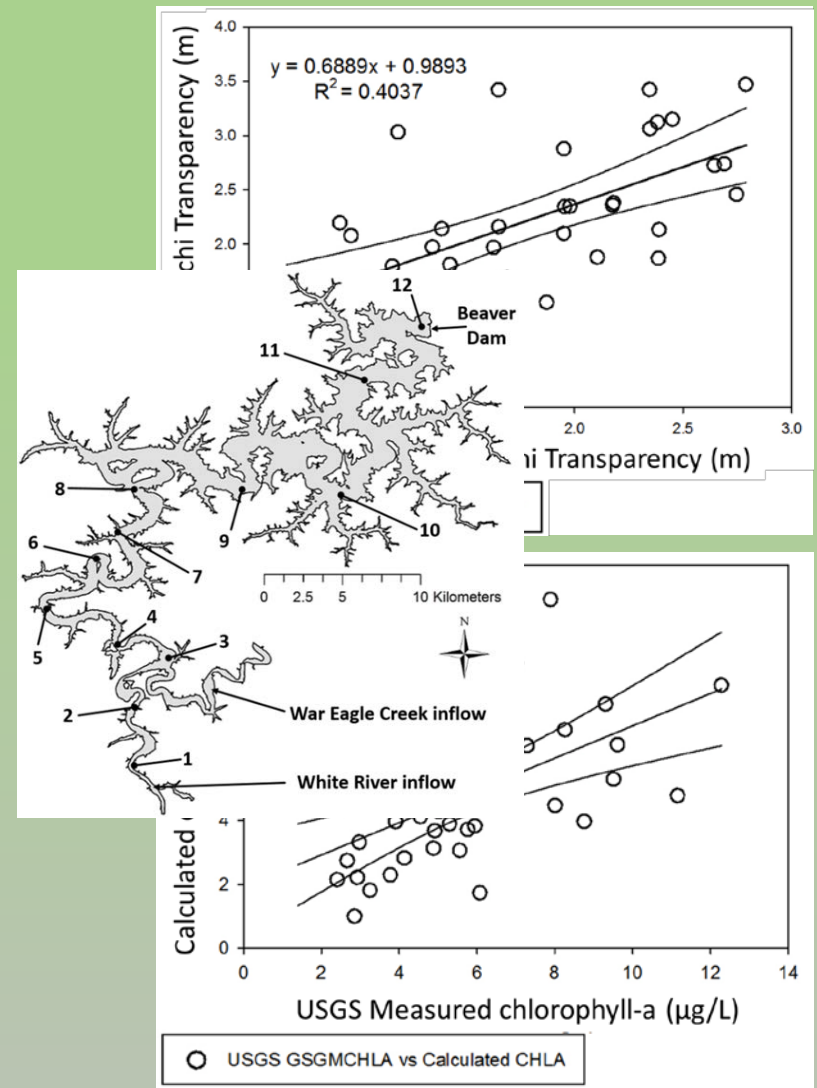 chi Transparency (m)
4.0
3.5
3.0
2.5
2.0
y = 0.6889x + 0.9893
R² = 0.4037
2.0
2.5
3.0
hi Transparency (m)
12
Beaver
Dam
11
8
9
10
6
7
0 2.5 5 10 Kilometers
5
4
3
N
2
War Eagle Creek inflow
1
White River inflow
Calculated
4
2
0
0 2 4 6 8 10 12 14
USGS Measured chlorophyll-a (µg/L)
USGS GSGMCHLA vs Calculated CHLA